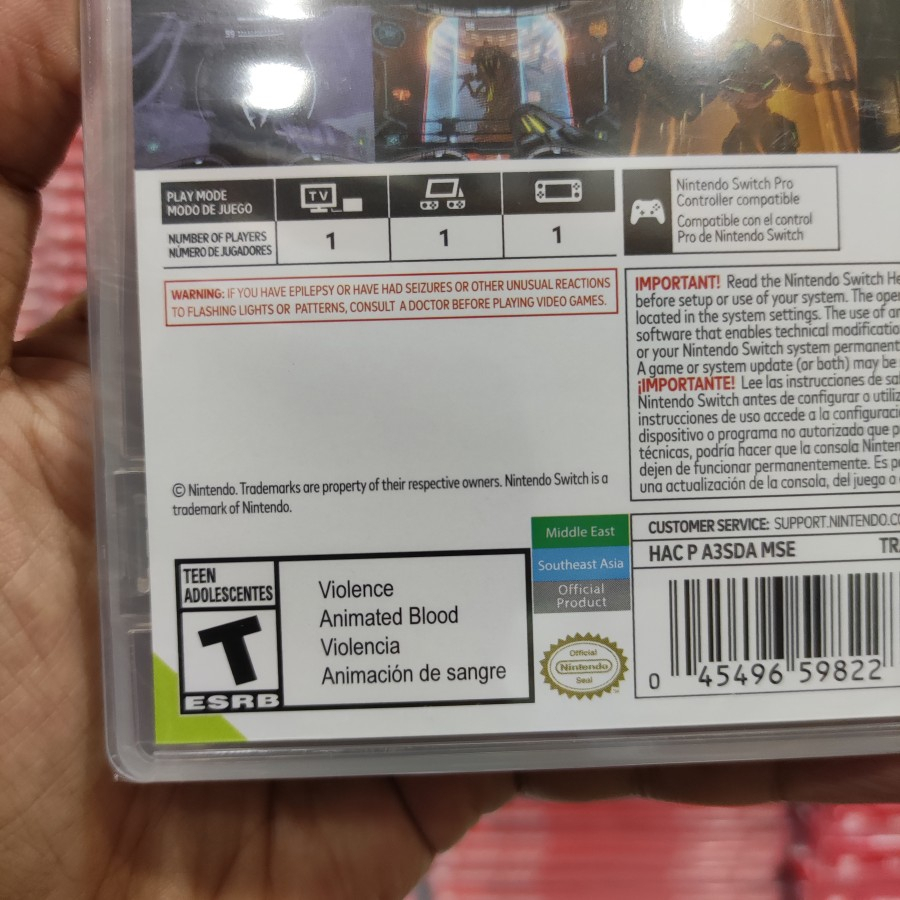 PLAY MODE
MODO DE JUEGO
TV
NUMBER OF PLAYERS
NÚMERO DE JUGADORES
1
1
1
Nintendo Switch Pro
Controller compatible
Compatible con el control
Pro de Nintendo Switch
WARNING: IF YOU HAVE EPILEPSY OR HAVE HAD SEIZURES OR OTHER UNUSUAL REACTIONS
TO FLASHING LIGHTS OR PATTERNS, CONSULT A DOCTOR BEFORE PLAYING VIDEO GAMES.
IMPORTANT! Read the Nintendo Switch He
before setup or use of your system. The ope
located in the system settings. The use of a
software that enables technical modificatio
or your Nintendo Switch system permanent
A game or system update (or both) may be
¡IMPORTANTE! Lee las instrucciones de sal
Nintendo Switch antes de configurar o utiliz
instrucciones de uso accede a la configuraci
dispositivo o programa no autorizado que p
técnicas, podría hacer que la consola Ninten
dejen de funcionar permanentemente. Es p
una actualización de la consola, del juego o
© Nintendo. Trademarks are property of their respective owners. Nintendo Switch is a
trademark of Nintendo.
CUSTOMER SERVICE: SUPPORT.NINTENDO.CO
HAC P A3SDA MSE
TR
TEEN
ADOLESCENTES
T
ESRB
Violence
Animated Blood
Violencia
Animación de sangre
Middle East
Southeast Asia
Official
Product
Official
Nintendo
Seal
0 45496 59822